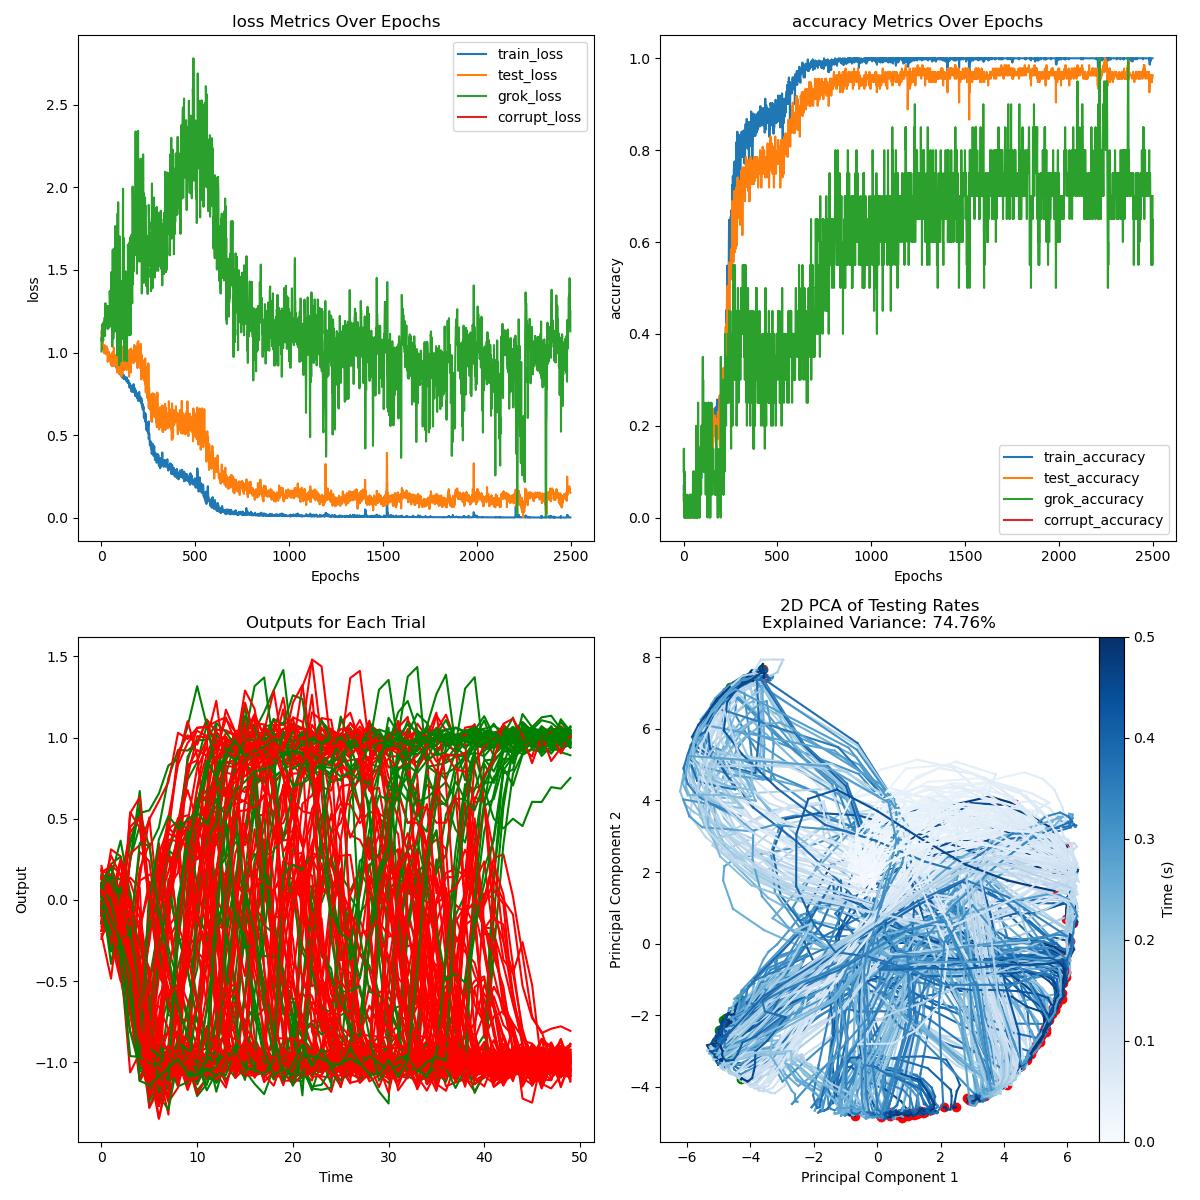 loss Metrics Over Epochs
loss
2.5
2.0
1.5
1.0
0.5
0.0
0
500
1000
1500
2000
2500
Epochs
train_loss
test_loss
grok_loss
corrupt_loss
accuracy Metrics Over Epochs
accuracy
1.0
0.8
0.6
0.4
0.2
0.0
0
500
1000
1500
2000
2500
Epochs
train_accuracy
test_accuracy
grok_accuracy
corrupt_accuracy
Outputs for Each Trial
Output
1.5
1.0
0.5
0.0
−0.5
−1.0
0
10
20
30
40
50
Time
2D PCA of Testing Rates
Explained Variance: 74.76%
Principal Component 2
8
6
4
2
0
−2
−4
−6
−4
−2
0
2
4
6
Principal Component 1
0.5
0.4
0.3
0.2
0.1
0.0
Time (s)